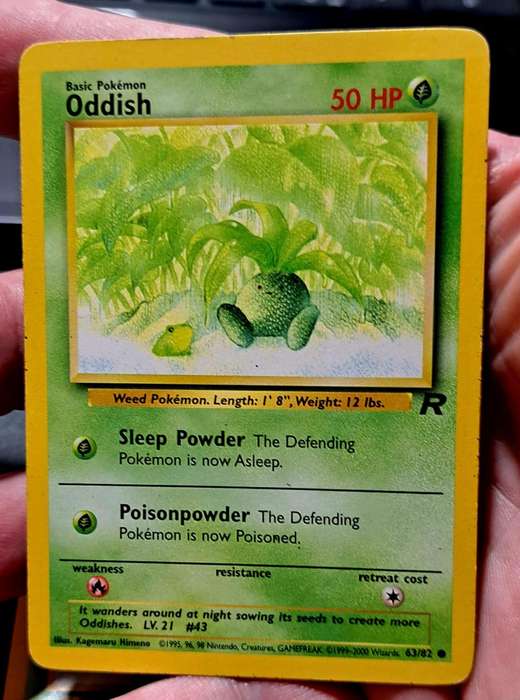 Basic Pokémon
Oddish 50 HP
Weed Pokémon. Length: 1' 8", Weight: 12 lbs.
R
Sleep Powder The Defending
Pokémon is now Asleep.
Poisonpowder The Defending
Pokémon is now Poisoned.
weakness resistance retreat cost
It wanders around at night sowing its seeds to create more
Oddishes. LV. 21 #43
Illus. Kagemaru Himeno ©1995, 96, 98 Nintendo, Creatures, GAMEFREAK. ©1999-2000 Wizards. 63/82